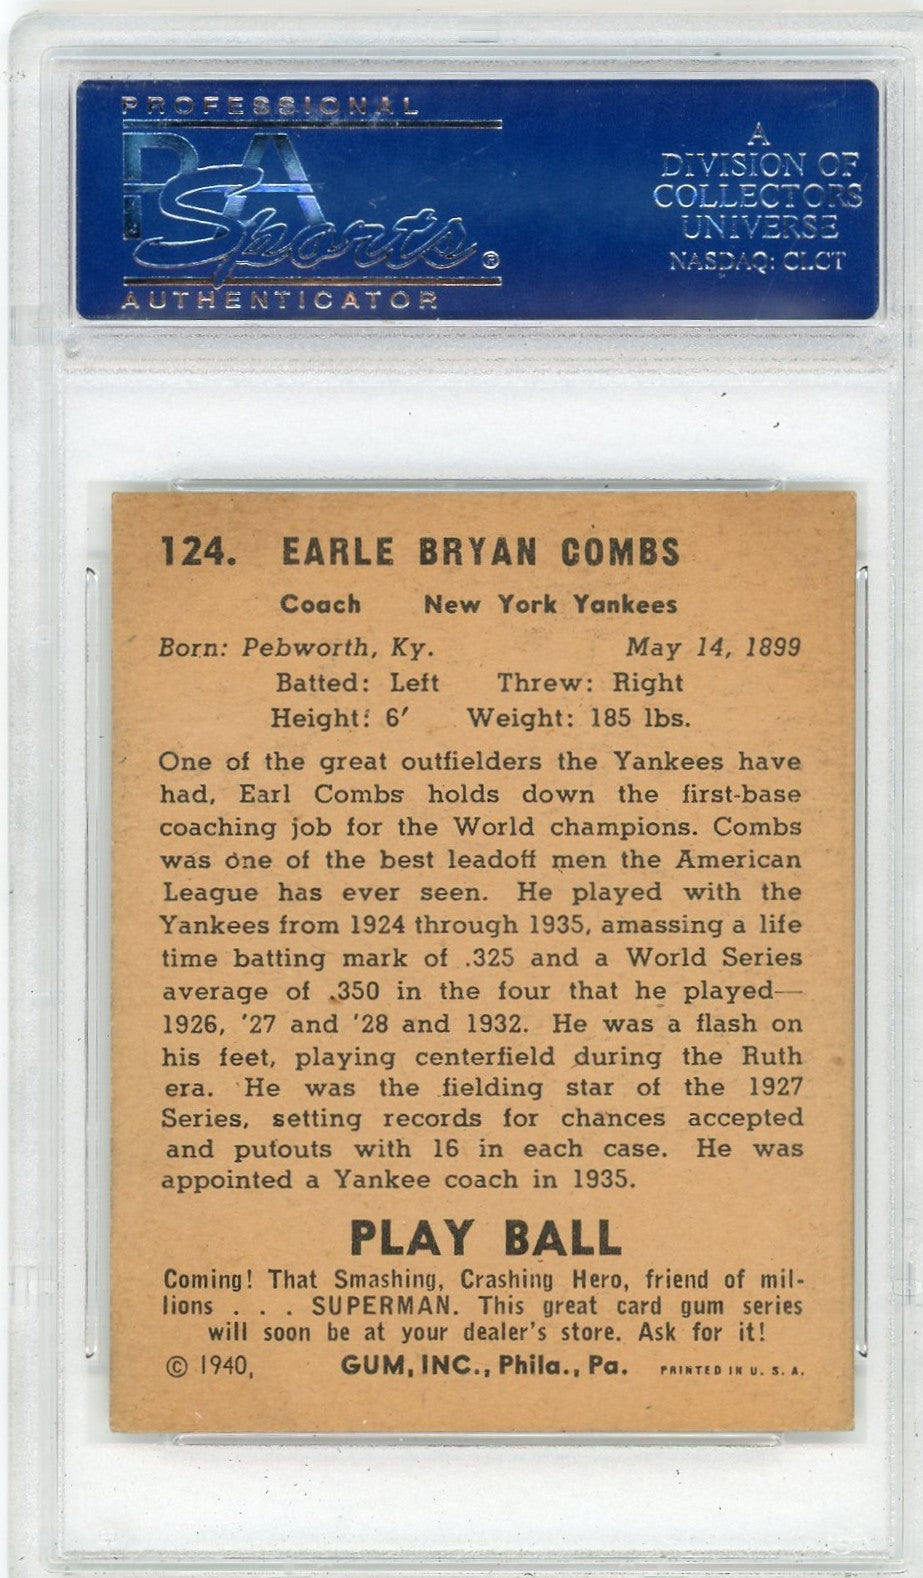 PROFESSIONAL
PSA
Sports®
AUTHENTICATOR
A
DIVISION OF
COLLECTORS
UNIVERSE
NASDAQ: CLCT
124. EARLE BRYAN COMBS
Coach New York Yankees
Born: Pebworth, Ky. May 14, 1899
Batted: Left Threw: Right
Height: 6′ Weight: 185 lbs.
One of the great outfielders the Yankees have
had, Earl Combs holds down the first-base
coaching job for the World champions. Combs
was one of the best leadoff men the American
League has ever seen. He played with the
Yankees from 1924 through 1935, amassing a life
time batting mark of .325 and a World Series
average of .350 in the four that he played—
1926, '27 and '28 and 1932. He was a flash on
his feet, playing centerfield during the Ruth
era. He was the fielding star of the 1927
Series, setting records for chances accepted
and putouts with 16 in each case. He was
appointed a Yankee coach in 1935.
PLAY BALL
Coming! That Smashing, Crashing Hero, friend of mil-
lions . . . SUPERMAN. This great card gum series
will soon be at your dealer's store. Ask for it!
© 1940, GUM, INC., Phila., Pa. PRINTED IN U. S. A.